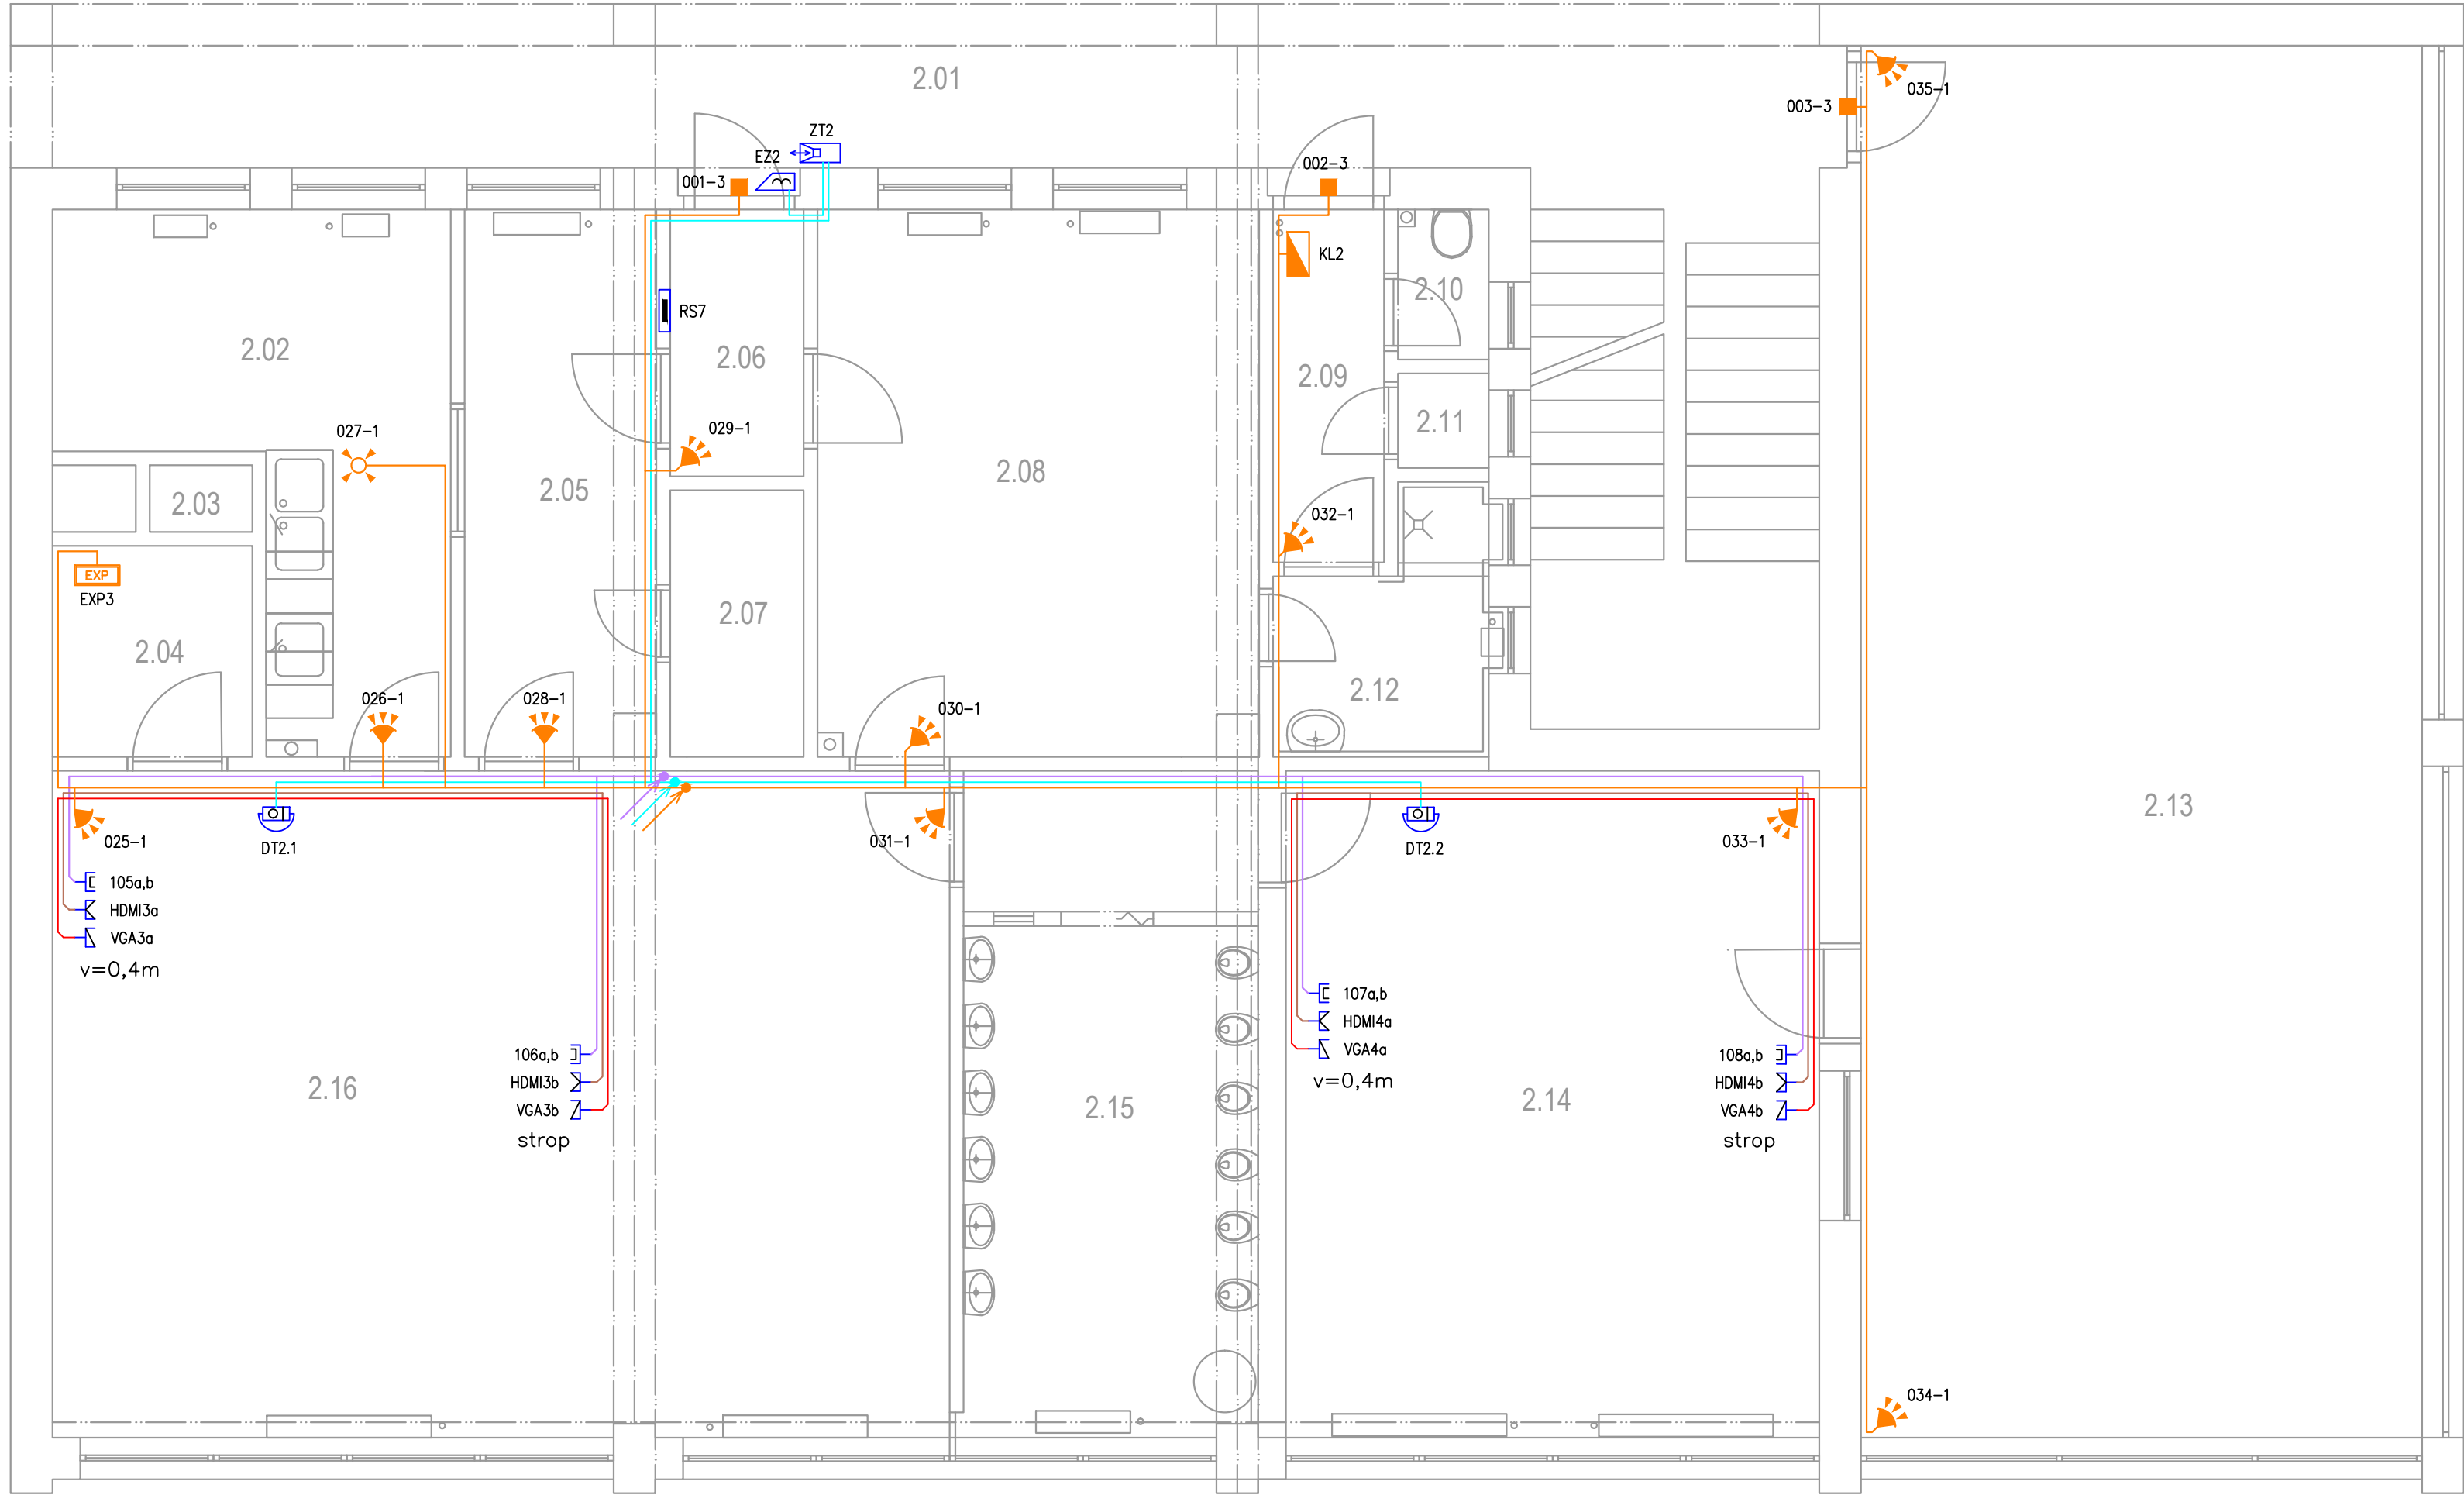 2.01
035-1
003-3
ZT2
EZ2
001-3
002-3
KL2
2.10
RS7
2.02
2.06
2.09
2.11
027-1
029-1
2.08
2.05
2.03
032-1
EXP
EXP3
2.07
2.04
2.12
026-1
028-1
030-1
2.13
025-1
DT2.1
031-1
DT2.2
033-1
105a,b
HDMI3a
VGA3a
v=0,4m
107a,b
HDMI4a
VGA4a
v=0,4m
106a,b
HDMI3b
VGA3b
strop
108a,b
HDMI4b
VGA4b
strop
2.16
2.15
2.14
034-1